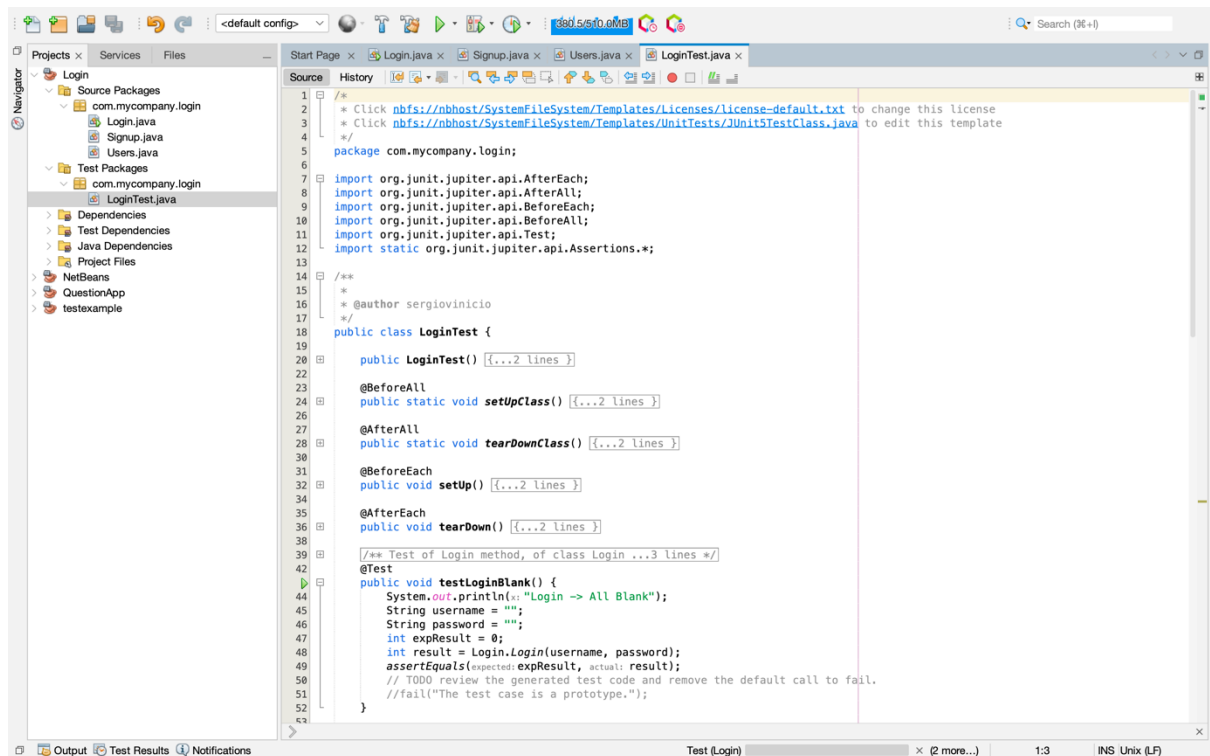 <default config>
380.5/510.0MB
Search (⌘+I)
Projects × Services Files
Start Page × Login.java × Signup.java × Users.java × LoginTest.java ×
Navigator
Login
Source Packages
com.mycompany.login
Login.java
Signup.java
Users.java
Test Packages
com.mycompany.login
LoginTest.java
Dependencies
Test Dependencies
Java Dependencies
Project Files
NetBeans
QuestionApp
testexample
Source History
1 /*
2 * Click nbfs://nbhost/SystemFileSystem/Templates/Licenses/license-default.txt to change this license
3 * Click nbfs://nbhost/SystemFileSystem/Templates/UnitTests/JUnit5TestClass.java to edit this template
4 */
5 package com.mycompany.login;
6
7 import org.junit.jupiter.api.AfterEach;
8 import org.junit.jupiter.api.AfterAll;
9 import org.junit.jupiter.api.BeforeEach;
10 import org.junit.jupiter.api.BeforeAll;
11 import org.junit.jupiter.api.Test;
12 import static org.junit.jupiter.api.Assertions.*;
13
14 /**
15 *
16 * @author sergiovinicio
17 */
18 public class LoginTest {
19
20 public LoginTest() {...2 lines }
22
23 @BeforeAll
24 public static void setUpClass() {...2 lines }
26
27 @AfterAll
28 public static void tearDownClass() {...2 lines }
30
31 @BeforeEach
32 public void setUp() {...2 lines }
34
35 @AfterEach
36 public void tearDown() {...2 lines }
38
39 /** Test of Login method, of class Login ...3 lines */
42 @Test
public void testLoginBlank() {
44 System.out.println(x: "Login -> All Blank");
45 String username = "";
46 String password = "";
47 int expResult = 0;
48 int result = Login.Login(username, password);
49 assertEquals(expected: expResult, actual: result);
50 // TODO review the generated test code and remove the default call to fail.
51 //fail("The test case is a prototype.");
52 }
53
Output Test Results Notifications
Test (Login) × (2 more...) 1:3 INS Unix (LF)